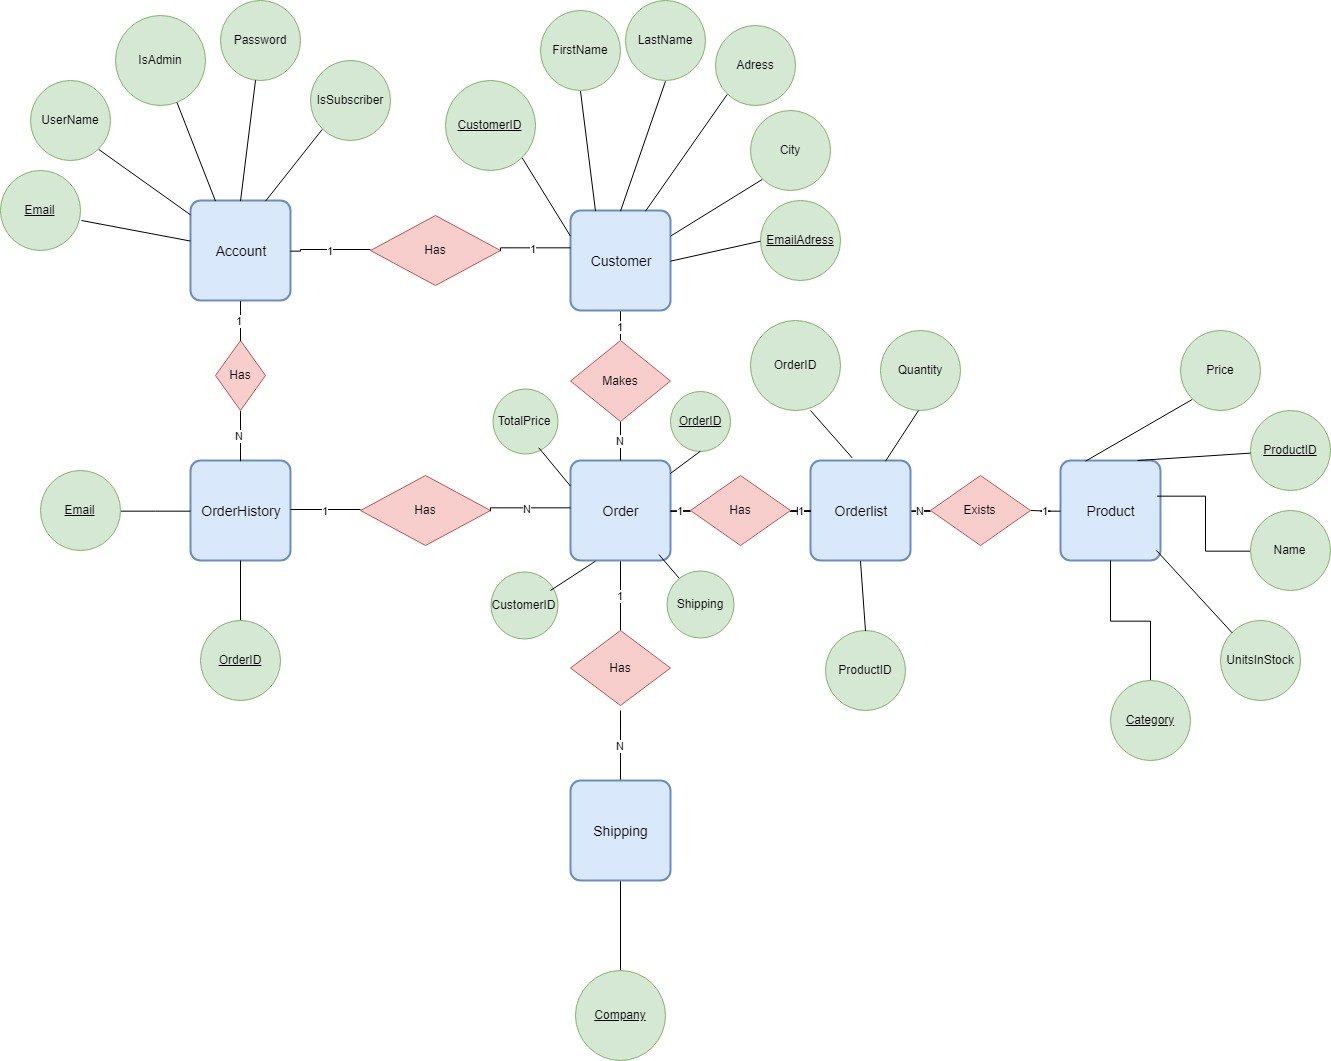 LastName
Password
FirstName
IsAdmin
Adress
IsSubscriber
UserName
CustomerID
City
Email
EmailAdress
Account
1
Has
1
Customer
1
1
Has
Makes
OrderID
Quantity
Price
TotalPrice
OrderID
N
N
ProductID
Email
OrderHistory
1
Has
N
Order
1
Has
1
Orderlist
N
Exists
1
Product
Name
1
CustomerID
Shipping
OrderID
Has
ProductID
UnitsInStock
Category
N
Shipping
Company